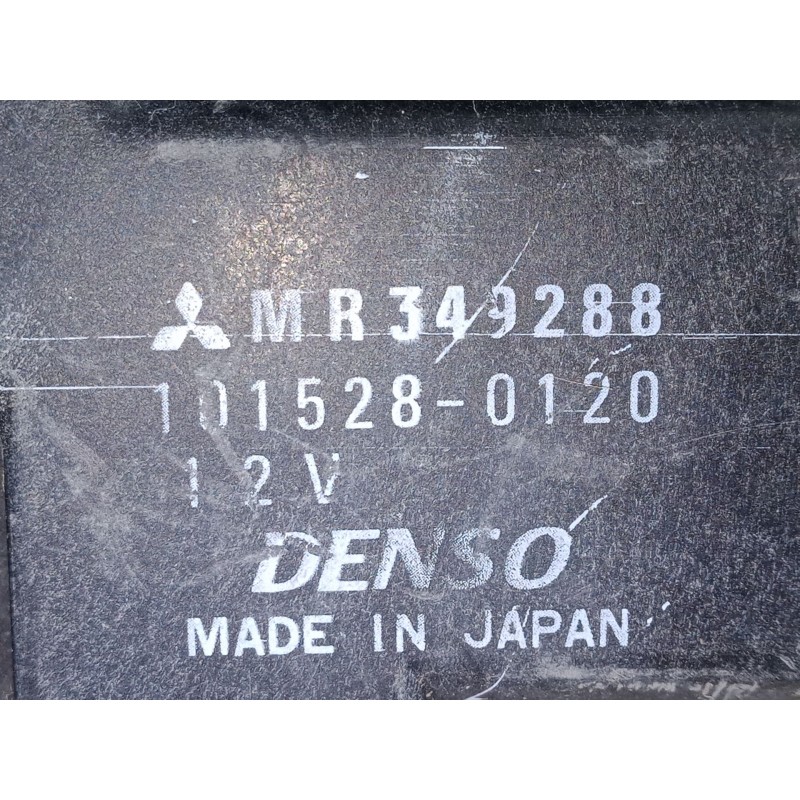 MR349288
101528-0120
12V
DENSO
MADE IN JAPAN